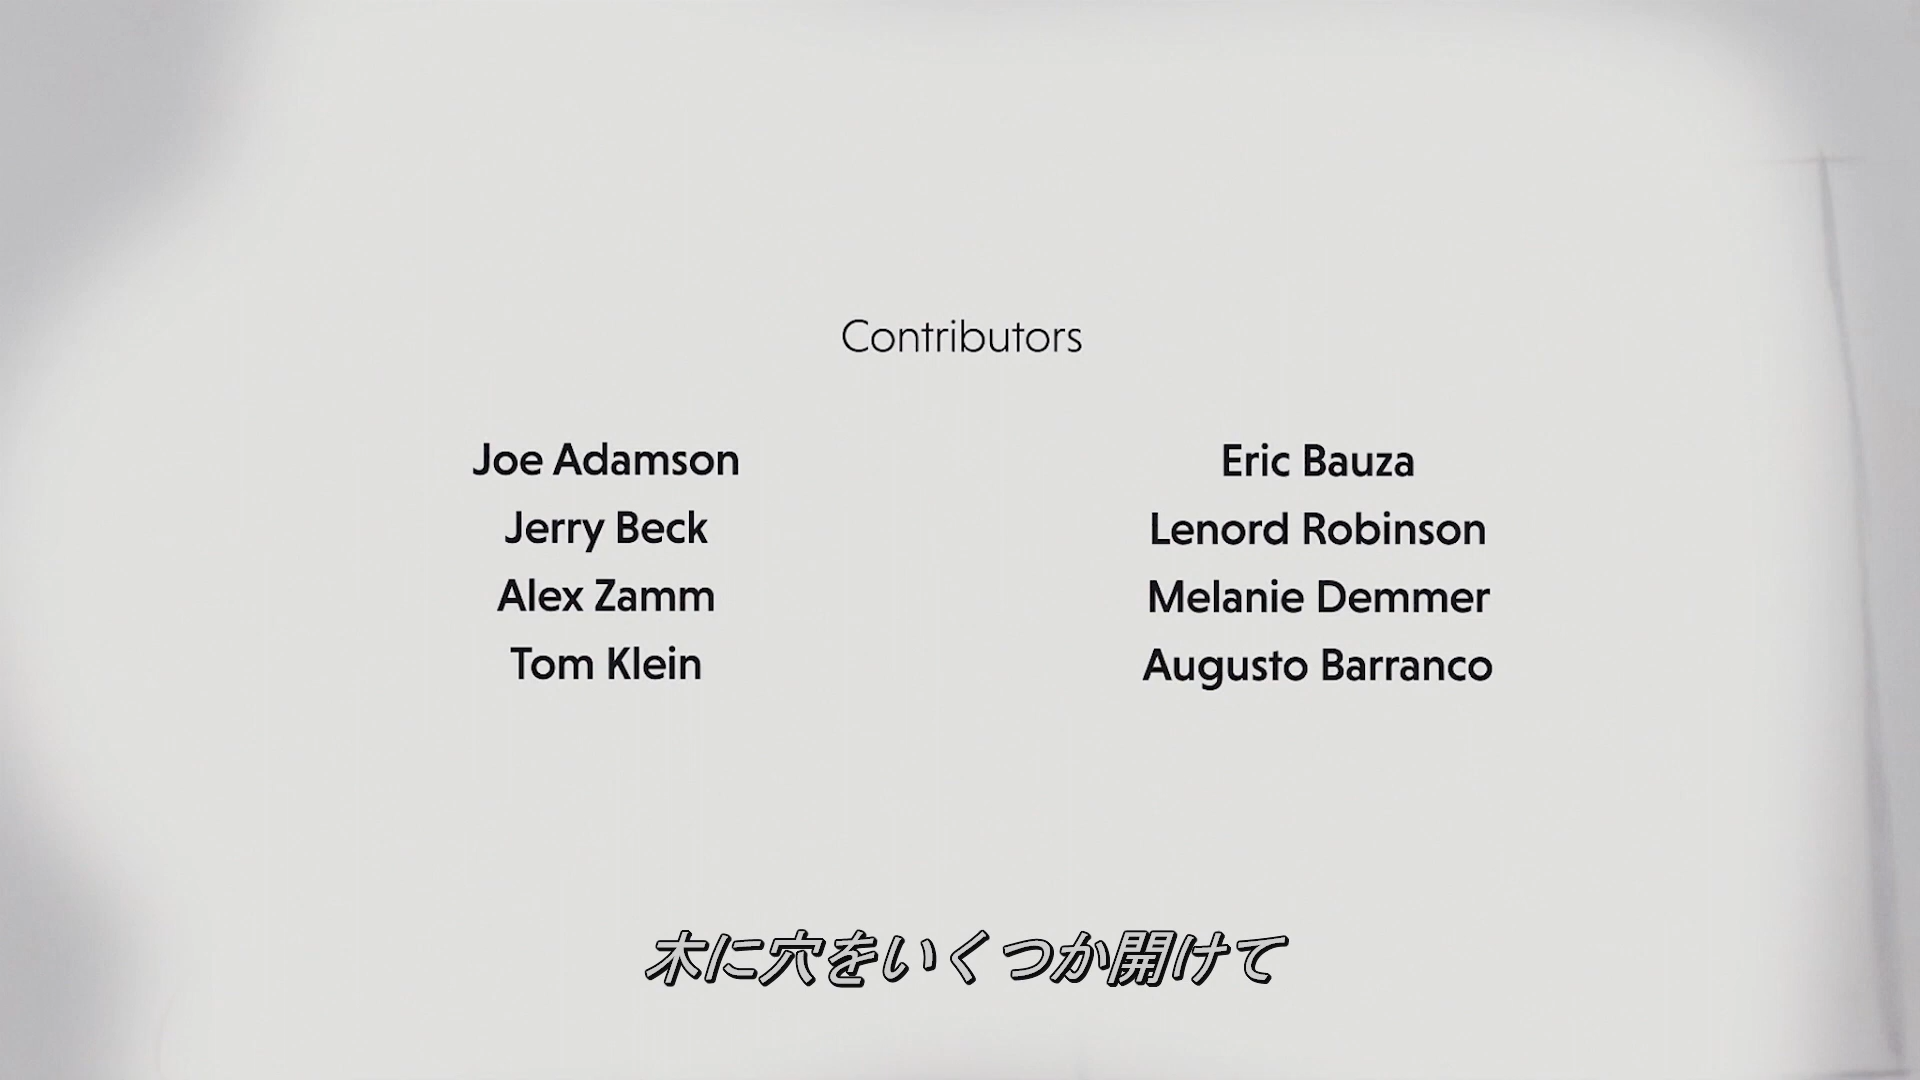 Contributors
Joe Adamson
Jerry Beck
Alex Zamm
Tom Klein
Eric Bauza
Lenord Robinson
Melanie Demmer
Augusto Barranco
木に穴をいくつか開けて